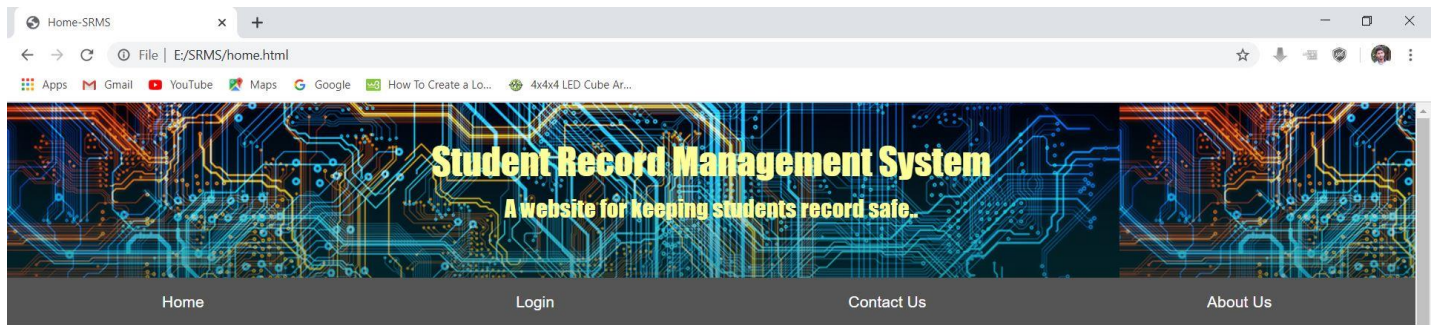 Home-SRMS
File | E:/SRMS/home.html
Apps Gmail YouTube Maps Google How To Create a Lo... 4x4x4 LED Cube Ar...
Student Record Management System
A website for keeping students record safe..
Home Login Contact Us About Us